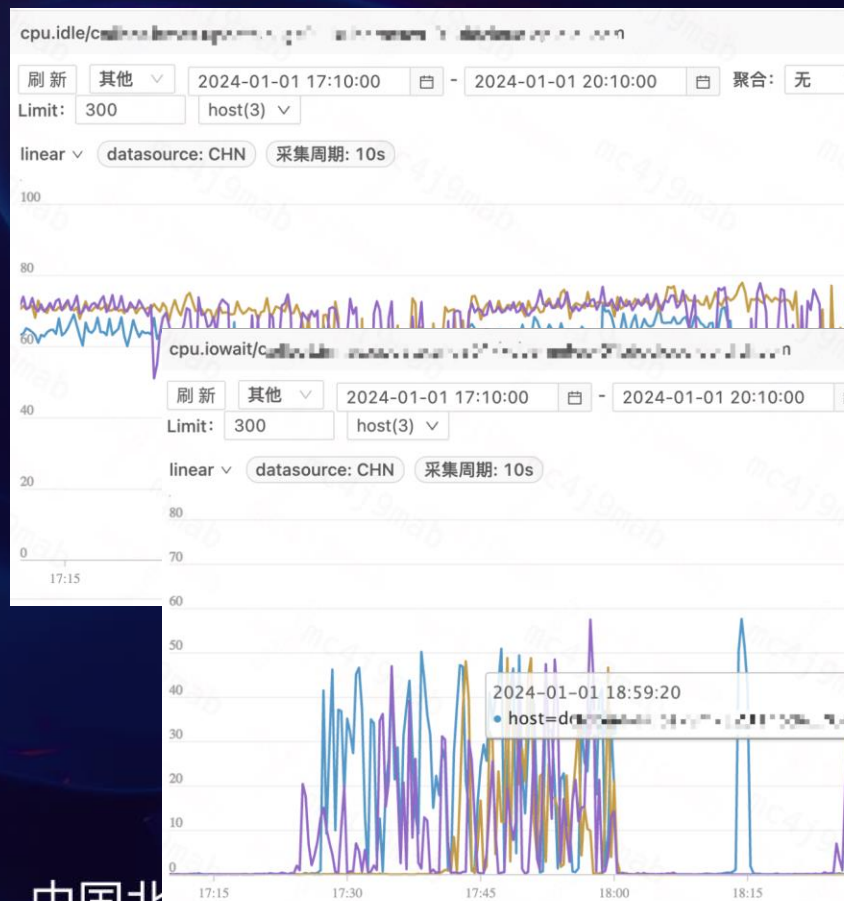 cpu.idle/c
刷 新 其他 2024-01-01 17:10:00 - 2024-01-01 20:10:00 聚合: 无
Limit: 300 host(3)
linear datasource: CHN 采集周期: 10s
100
80
60
40
20
0
17:15
cpu.iowait/c
刷 新 其他 2024-01-01 17:10:00 - 2024-01-01 20:10:00
Limit: 300 host(3)
linear datasource: CHN 采集周期: 10s
80
70
60
50
40
30
20
10
0
2024-01-01 18:59:20
host=de
17:15 17:30 17:45 18:00 18:15
mc4j9mab
中国北